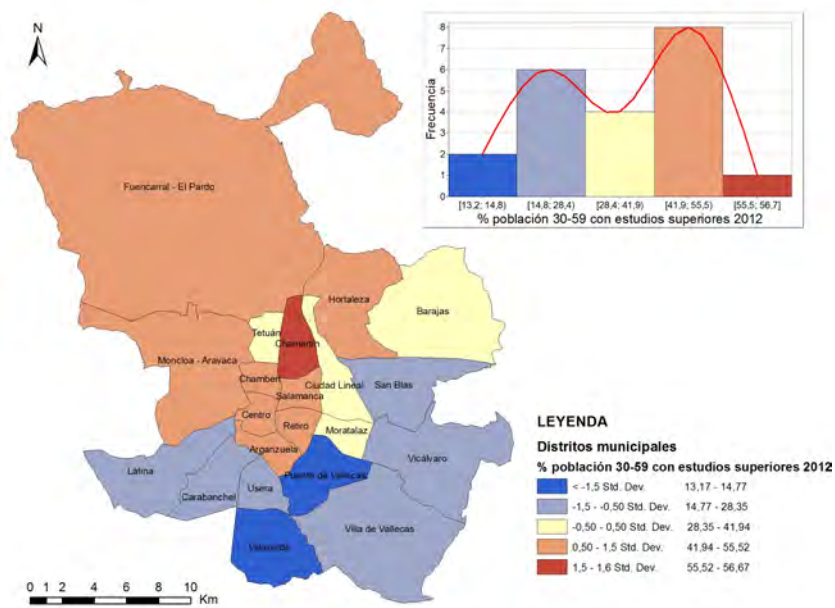 N
Frecuencia
8
7
6
5
4
3
2
1
0
[13,2; 14,8) [14,8; 28,4) [28,4; 41,9) [41,9; 55,5) [55,5; 56,7]
% población 30-59 con estudios superiores 2012
Fuencarral - El Pardo
Hortaleza
Barajas
Tetuán
Chamartín
Moncloa - Aravaca
Chamberí
Ciudad Lineal
San Blas
Salamanca
Centro
Retiro
Moratalaz
Arganzuela
Vicálvaro
Latina
Puente de Vallecas
Carabanchel
Usera
Villa de Vallecas
Villaverde
LEYENDA
Distritos municipales
% población 30-59 con estudios superiores 2012
< -1,5 Std. Dev. 13,17 - 14,77
-1,5 - -0,50 Std. Dev. 14,77 - 28,35
-0,50 - 0,50 Std. Dev. 28,35 - 41,94
0,50 - 1,5 Std. Dev. 41,94 - 55,52
1,5 - 1,6 Std. Dev. 55,52 - 56,67
0 1 2 4 6 8 10
Km